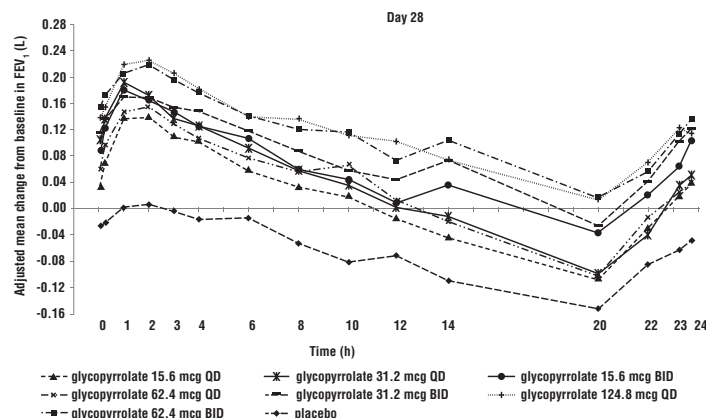 Day 28
Adjusted mean change from baseline in FEV1 (L)
0.28
0.24
0.20
0.16
0.12
0.08
0.04
0.00
-0.04
-0.08
-0.12
-0.16
0 1 2 3 4 6 8 10 12 14 20 22 23 24
Time (h)
glycopyrrolate 15.6 mcg QD glycopyrrolate 31.2 mcg QD glycopyrrolate 15.6 mcg BID
glycopyrrolate 62.4 mcg QD glycopyrrolate 31.2 mcg BID glycopyrrolate 124.8 mcg QD
glycopyrrolate 62.4 mcg BID placebo